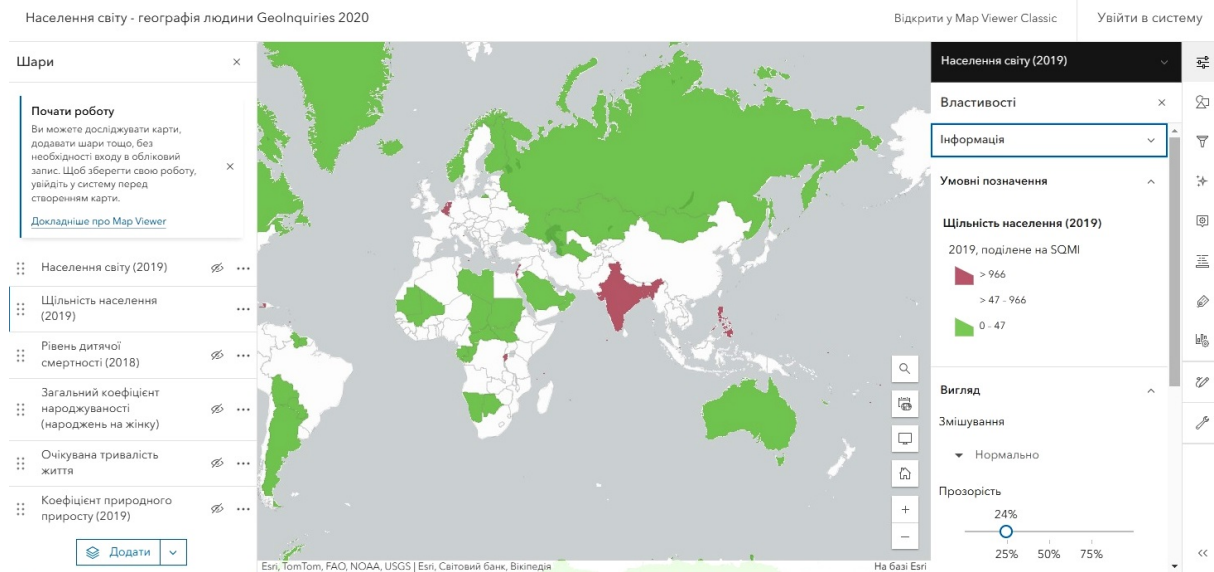 Населення світу - географія людини GeoInquiries 2020
Відкрити у Map Viewer Classic
Увійти в систему
Шари
Почати роботу
Ви можете досліджувати карти,
додавати шари тощо, без
необхідності входу в обліковий
запис. Щоб зберегти свою роботу,
увійдіть у систему перед
створенням карти.
Докладніше про Map Viewer
Населення світу (2019)
Щільність населення
(2019)
Рівень дитячої
смертності (2018)
Загальний коефіцієнт
народжуваності
(народжень на жінку)
Очікувана тривалість
життя
Коефіцієнт природного
приросту (2019)
Додати
Esri, TomTom, FAO, NOAA, USGS | Esri, Світовий банк, Вікіпедія
На базі Esri
Населення світу (2019)
Властивості
Інформація
Умовні позначення
Щільність населення (2019)
2019, поділене на SQMI
> 966
> 47 - 966
0 - 47
Вигляд
Змішування
Нормально
Прозорість
24%
25% 50% 75%